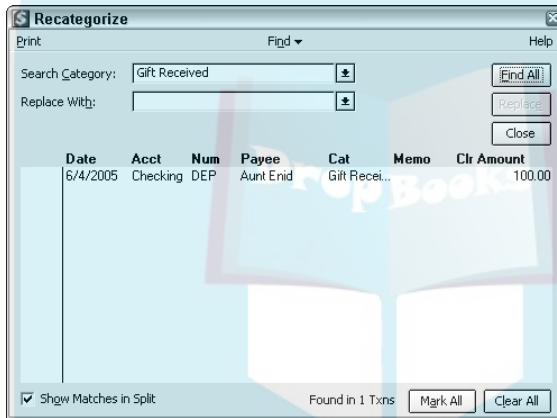 Recategorize
Print Find Help
Search Category: Gift Received Find All
Replace With: Replace
Close
Date Acct Num Payee Cat Memo Clr Amount
6/4/2005 Checking DEP Aunt Enid Gift Recei... 100.00
DropBooks
Show Matches in Split Found in 1 Txns Mark All Clear All